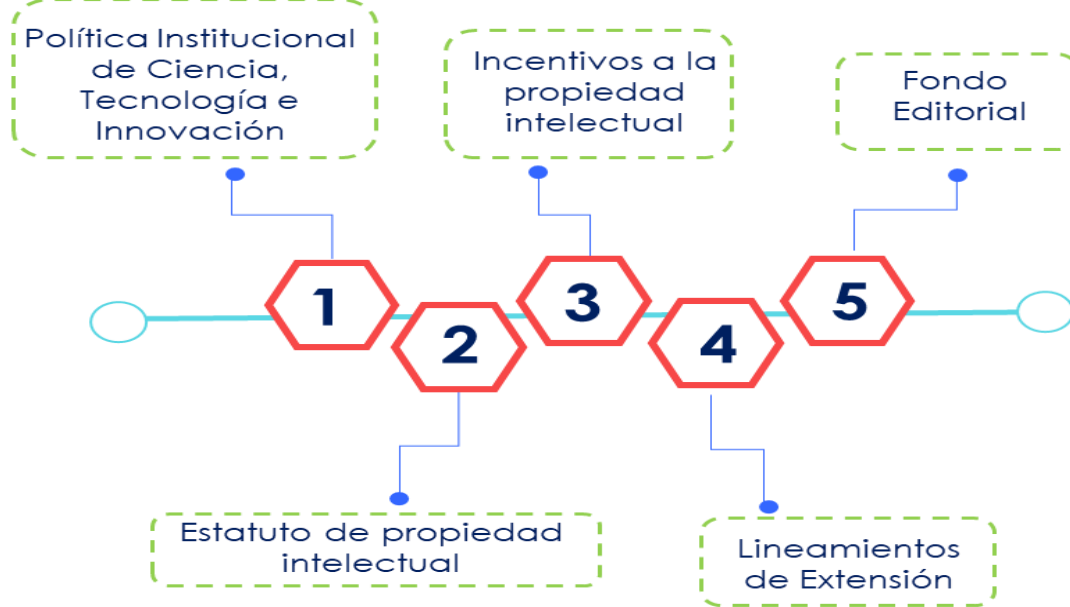 Política Institucional
de Ciencia,
Tecnología e
Innovación
Incentivos a la
propiedad
intelectual
Fondo
Editorial
1
2
3
4
5
Estatuto de propiedad
intelectual
Lineamientos
de Extensión